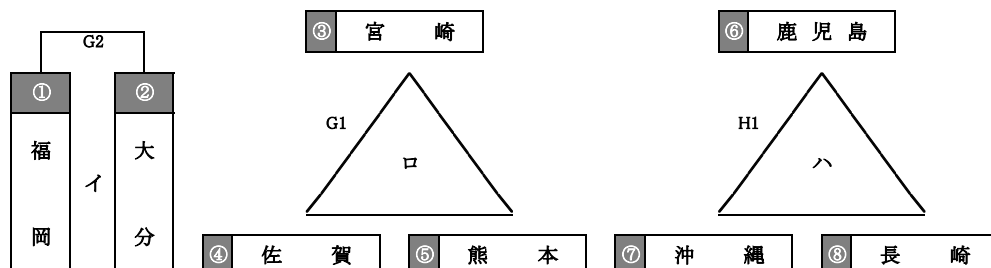 G2
① ②
福岡
イ
大分
③ 宮崎
G1
ロ
④ 佐賀
⑤ 熊本
⑥ 鹿児島
H1
ハ
⑦ 沖縄
⑧ 長崎